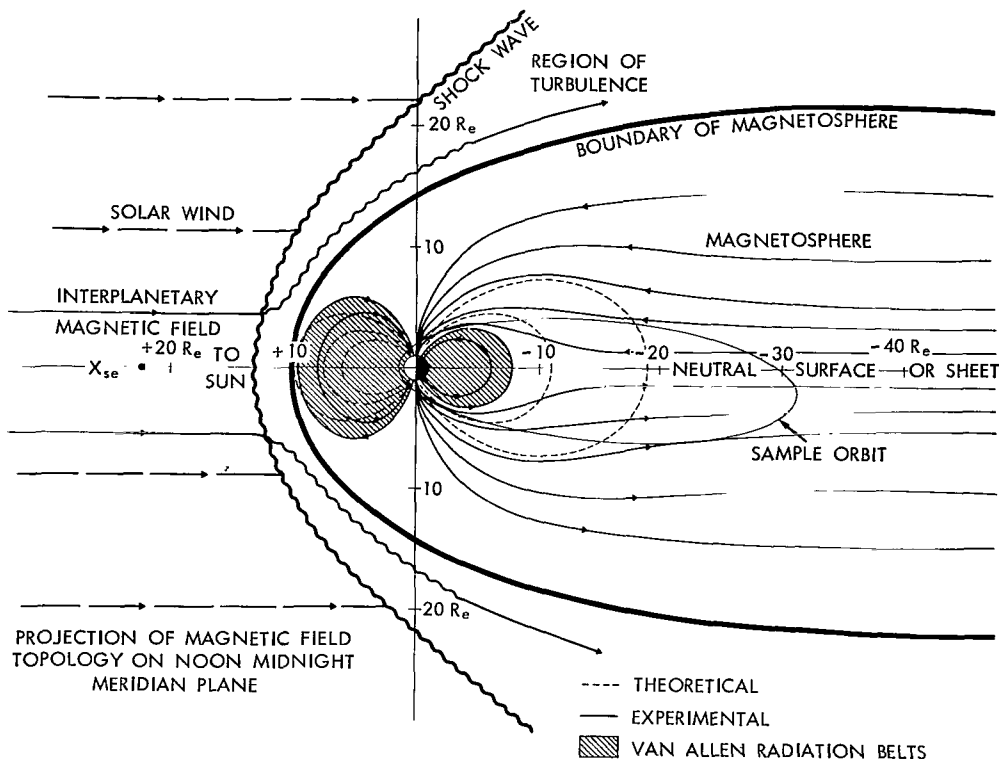 SHOCK WAVE
REGION OF
TURBULENCE
20 Re
BOUNDARY OF MAGNETOSPHERE
SOLAR WIND
10
MAGNETOSPHERE
INTERPLANETARY
MAGNETIC FIELD
+20 Re
TO
SUN
+10
Xse
-10
-20
-30
-40 Re
NEUTRAL SURFACE OR SHEET
SAMPLE ORBIT
10
20 Re
PROJECTION OF MAGNETIC FIELD
TOPOLOGY ON NOON MIDNIGHT
MERIDIAN PLANE
THEORETICAL
EXPERIMENTAL
VAN ALLEN RADIATION BELTS